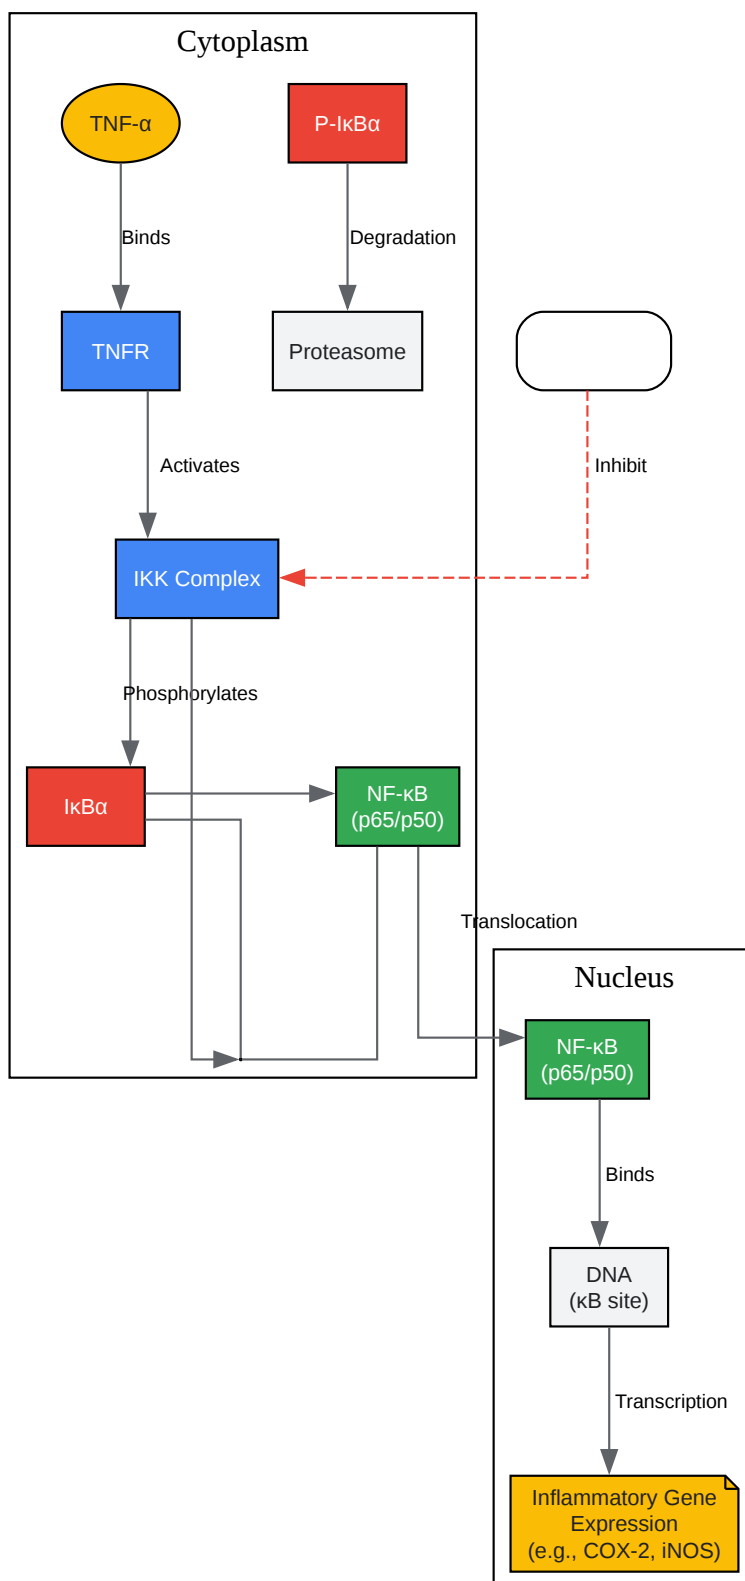 Cytoplasm
TNF-α
P-IκBα
Binds
Degradation
TNFR
Proteasome
Activates
Inhibit
IKK Complex
Phosphorylates
IκBα
NF-κB
(p65/p50)
Translocation
Nucleus
NF-κB
(p65/p50)
Binds
DNA
(κB site)
Transcription
Inflammatory Gene
Expression
(e.g., COX-2, iNOS)